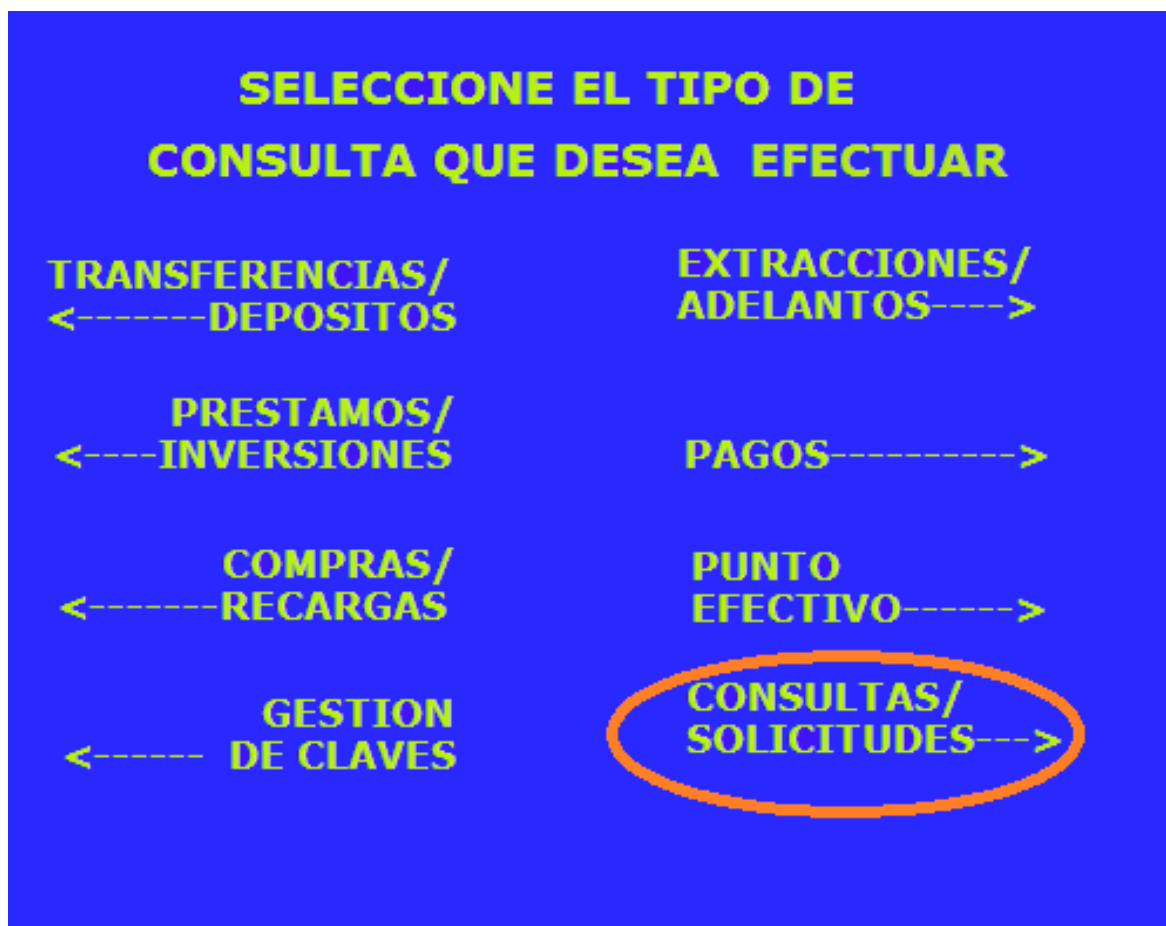 SELECCIONE EL TIPO DE
CONSULTA QUE DESEA EFECTUAR
TRANSFERENCIAS/
<-------DEPOSITOS
EXTRACCIONES/
ADELANTOS---->
PRESTAMOS/
<----INVERSIONES
PAGOS---------->
COMPRAS/
<-------RECARGAS
PUNTO
EFECTIVO------>
GESTION
<------ DE CLAVES
CONSULTAS/
SOLICITUDES--->